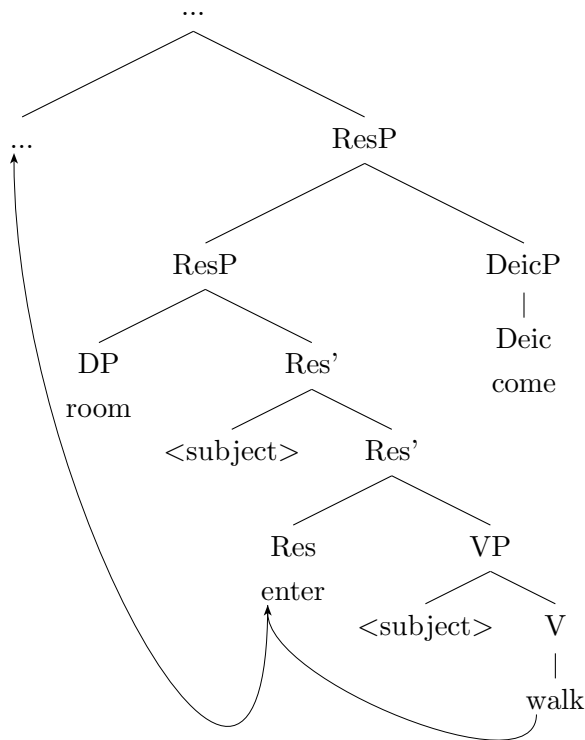 ...
... ResP
ResP DeicP
DP Res’ Deic
room come
<subject> Res’
Res VP
enter
<subject> V
walk